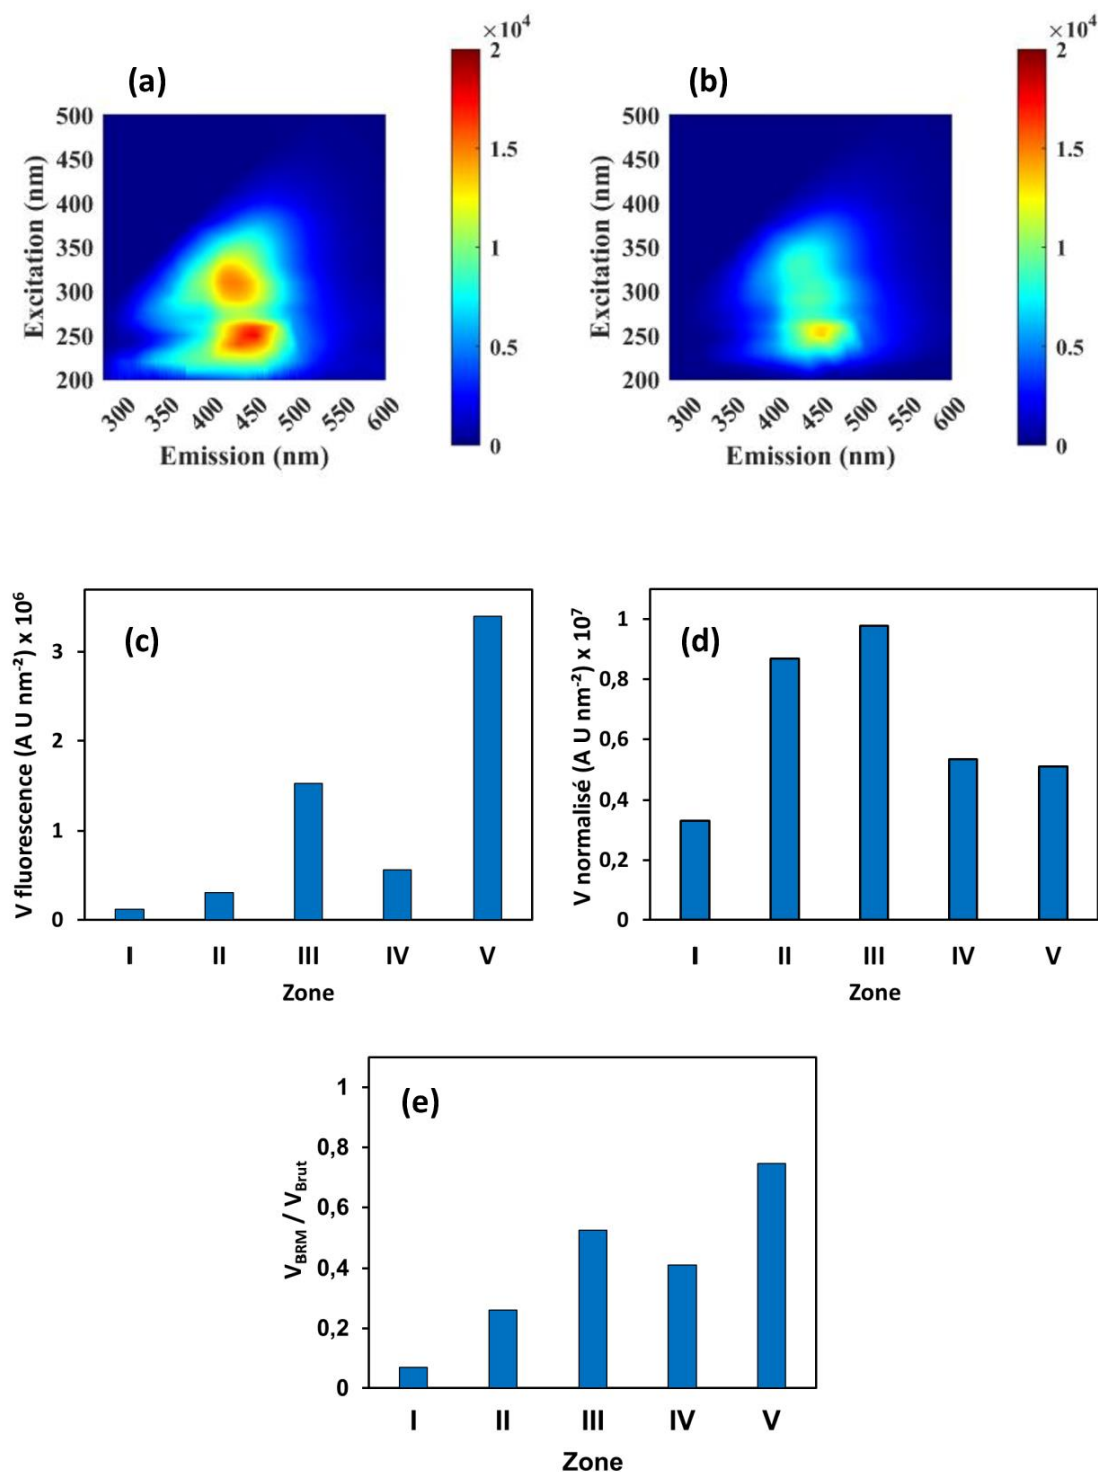 ×10⁴
2
1.5
1
0.5
0
(a)
500
450
400
350
300
250
200
Excitation (nm)
300 350 400 450 500 550 600
Emission (nm)
×10⁴
2
1.5
1
0.5
0
(b)
500
450
400
350
300
250
200
Excitation (nm)
300 350 400 450 500 550 600
Emission (nm)
(c)
V fluorescence (A U nm⁻²) x 10⁶
3
2
1
0
I II III IV V
Zone
(d)
V normalisé (A U nm⁻²) x 10⁷
1
0,8
0,6
0,4
0,2
0
I II III IV V
Zone
(e)
V_BRM / V_Brut
1
0,8
0,6
0,4
0,2
0
I II III IV V
Zone